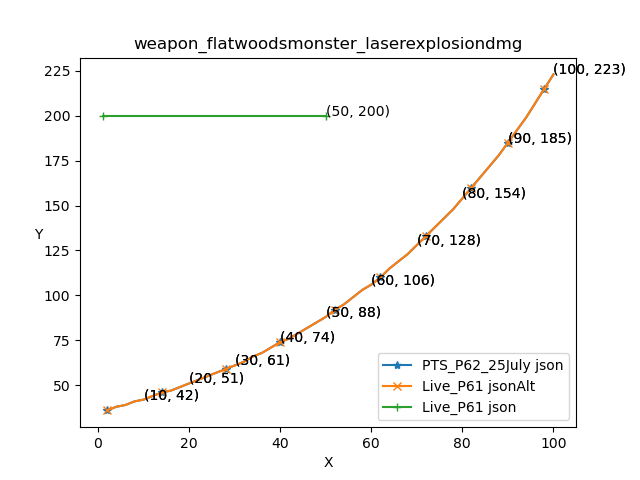 weapon_flatwoodsmonster_laserexplosiondmg
225
200
175
150
125
100
75
50
Y
(100, 223)
(50, 200)
(90, 185)
(80, 154)
(70, 128)
(60, 106)
(50, 88)
(40, 74)
(30, 61)
(20, 51)
(10, 42)
PTS_P62_25July json
Live_P61 jsonAlt
Live_P61 json
0 20 40 60 80 100
X